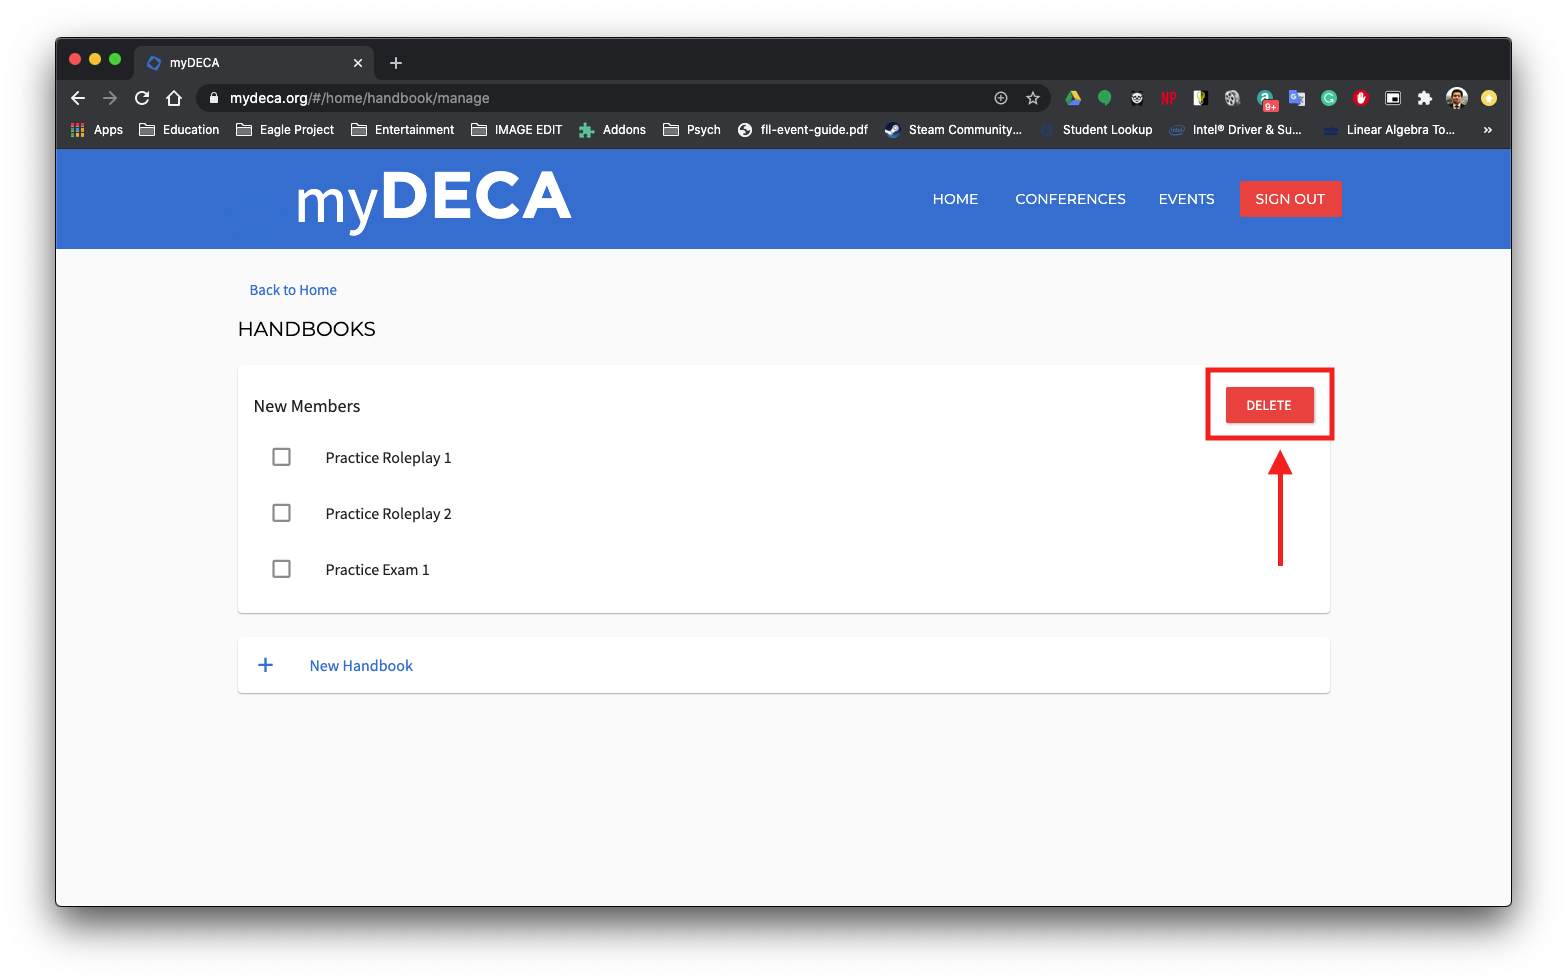 myDECA
mydeca.org/#/home/handbook/manage
NP
9+
Apps
Education
Eagle Project
Entertainment
IMAGE EDIT
Addons
Psych
fll-event-guide.pdf
Steam Community...
Student Lookup
Intel® Driver & Su...
Linear Algebra To...
»
myDECA
HOME
CONFERENCES
EVENTS
SIGN OUT
Back to Home
HANDBOOKS
New Members
DELETE
Practice Roleplay 1
Practice Roleplay 2
Practice Exam 1
+ New Handbook